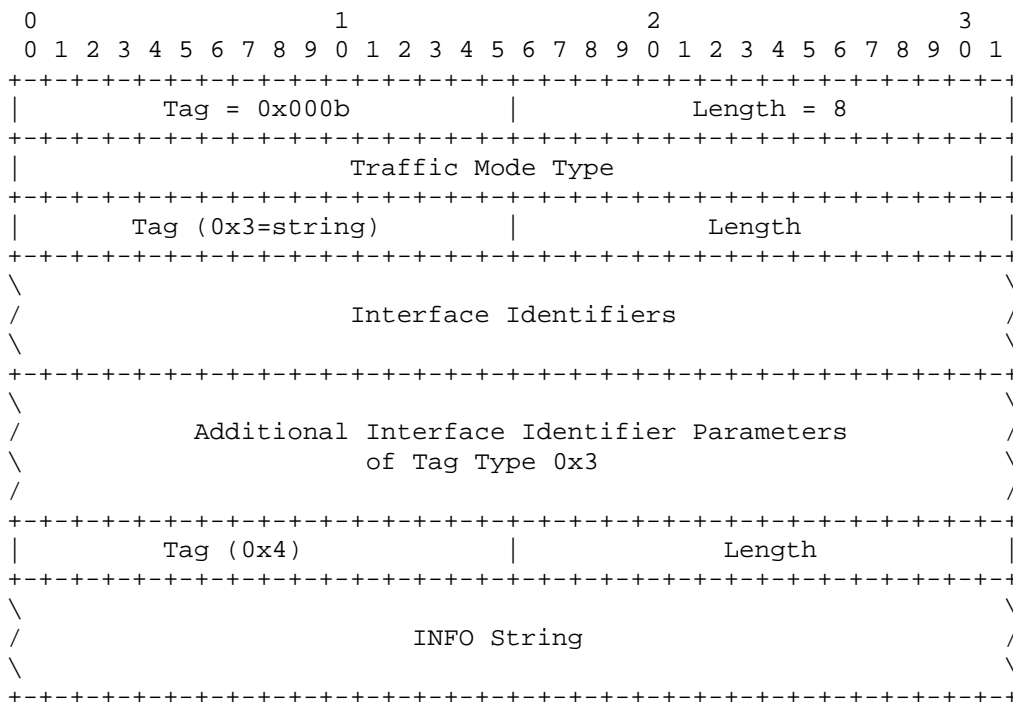 0                   1                   2                   3
 0 1 2 3 4 5 6 7 8 9 0 1 2 3 4 5 6 7 8 9 0 1 2 3 4 5 6 7 8 9 0 1
+-+-+-+-+-+-+-+-+-+-+-+-+-+-+-+-+-+-+-+-+-+-+-+-+-+-+-+-+-+-+-+-+
|         Tag = 0x000b          |           Length = 8          |
+-+-+-+-+-+-+-+-+-+-+-+-+-+-+-+-+-+-+-+-+-+-+-+-+-+-+-+-+-+-+-+-+
|                     Traffic Mode Type                         |
+-+-+-+-+-+-+-+-+-+-+-+-+-+-+-+-+-+-+-+-+-+-+-+-+-+-+-+-+-+-+-+-+
|       Tag (0x3=string)        |            Length             |
+-+-+-+-+-+-+-+-+-+-+-+-+-+-+-+-+-+-+-+-+-+-+-+-+-+-+-+-+-+-+-+-+
\                                                               \
/                     Interface Identifiers                     /
\                                                               \
+-+-+-+-+-+-+-+-+-+-+-+-+-+-+-+-+-+-+-+-+-+-+-+-+-+-+-+-+-+-+-+-+
\                                                               \
/           Additional Interface Identifier Parameters          /
\                      of Tag Type 0x3                          \
/                                                               /
+-+-+-+-+-+-+-+-+-+-+-+-+-+-+-+-+-+-+-+-+-+-+-+-+-+-+-+-+-+-+-+-+
|         Tag (0x4)             |             Length            |
+-+-+-+-+-+-+-+-+-+-+-+-+-+-+-+-+-+-+-+-+-+-+-+-+-+-+-+-+-+-+-+-+
\                                                               \
/                         INFO String                           /
\                                                               \
+-+-+-+-+-+-+-+-+-+-+-+-+-+-+-+-+-+-+-+-+-+-+-+-+-+-+-+-+-+-+-+-+